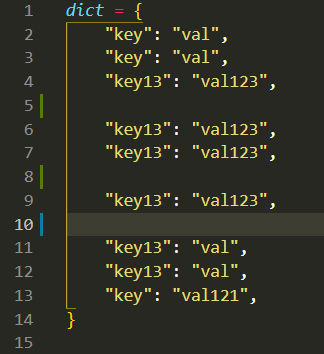 1 dict = {
2 "key": "val",
3 "key": "val",
4 "key13": "val123",
5
6 "key13": "val123",
7 "key13": "val123",
8
9 "key13": "val123",
10
11 "key13": "val",
12 "key13": "val",
13 "key": "val121",
14 }
15